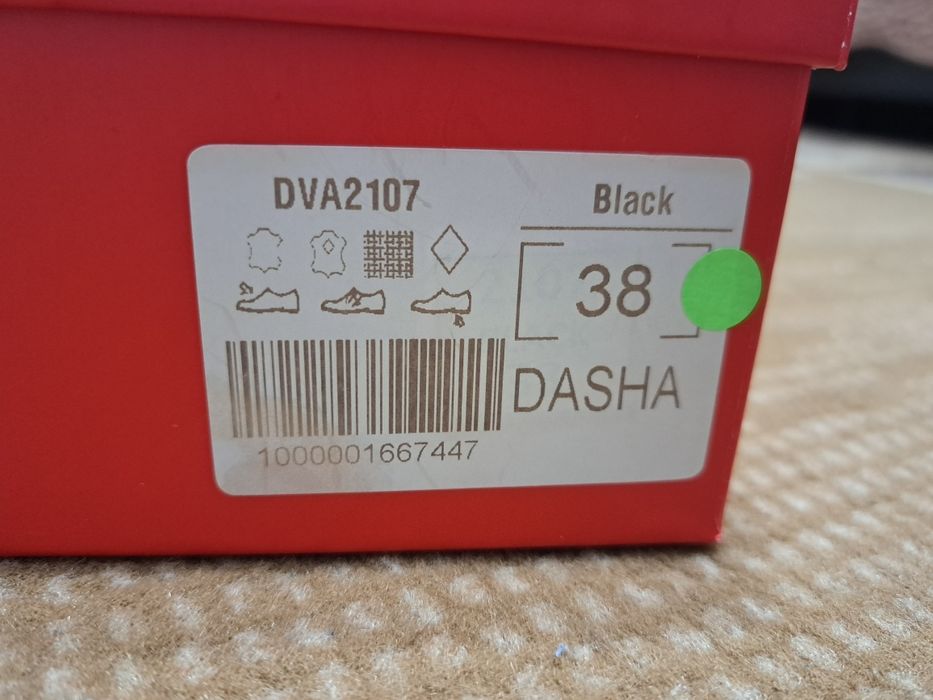 DVA2107
Black
38
DASHA
1000001667447